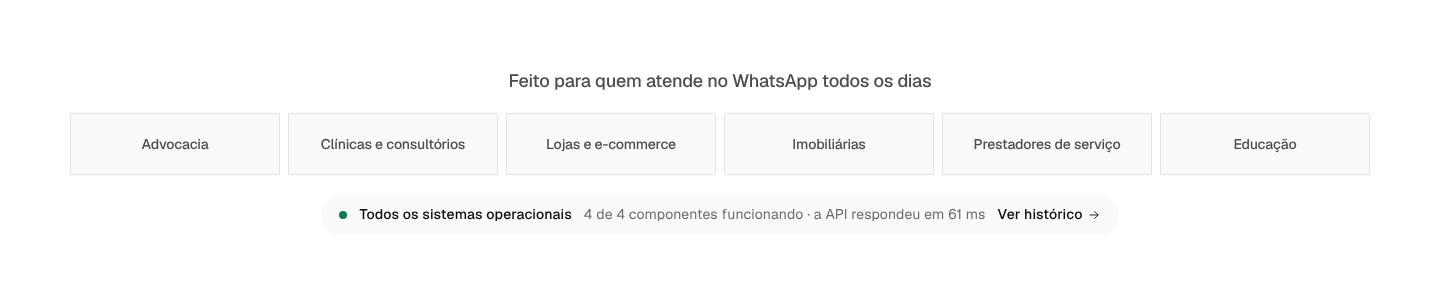 Feito para quem atende no WhatsApp todos os dias
Advocacia
Clínicas e consultórios
Lojas e e-commerce
Imobiliárias
Prestadores de serviço
Educação
Todos os sistemas operacionais 4 de 4 componentes funcionando · a API respondeu em 61 ms Ver histórico →